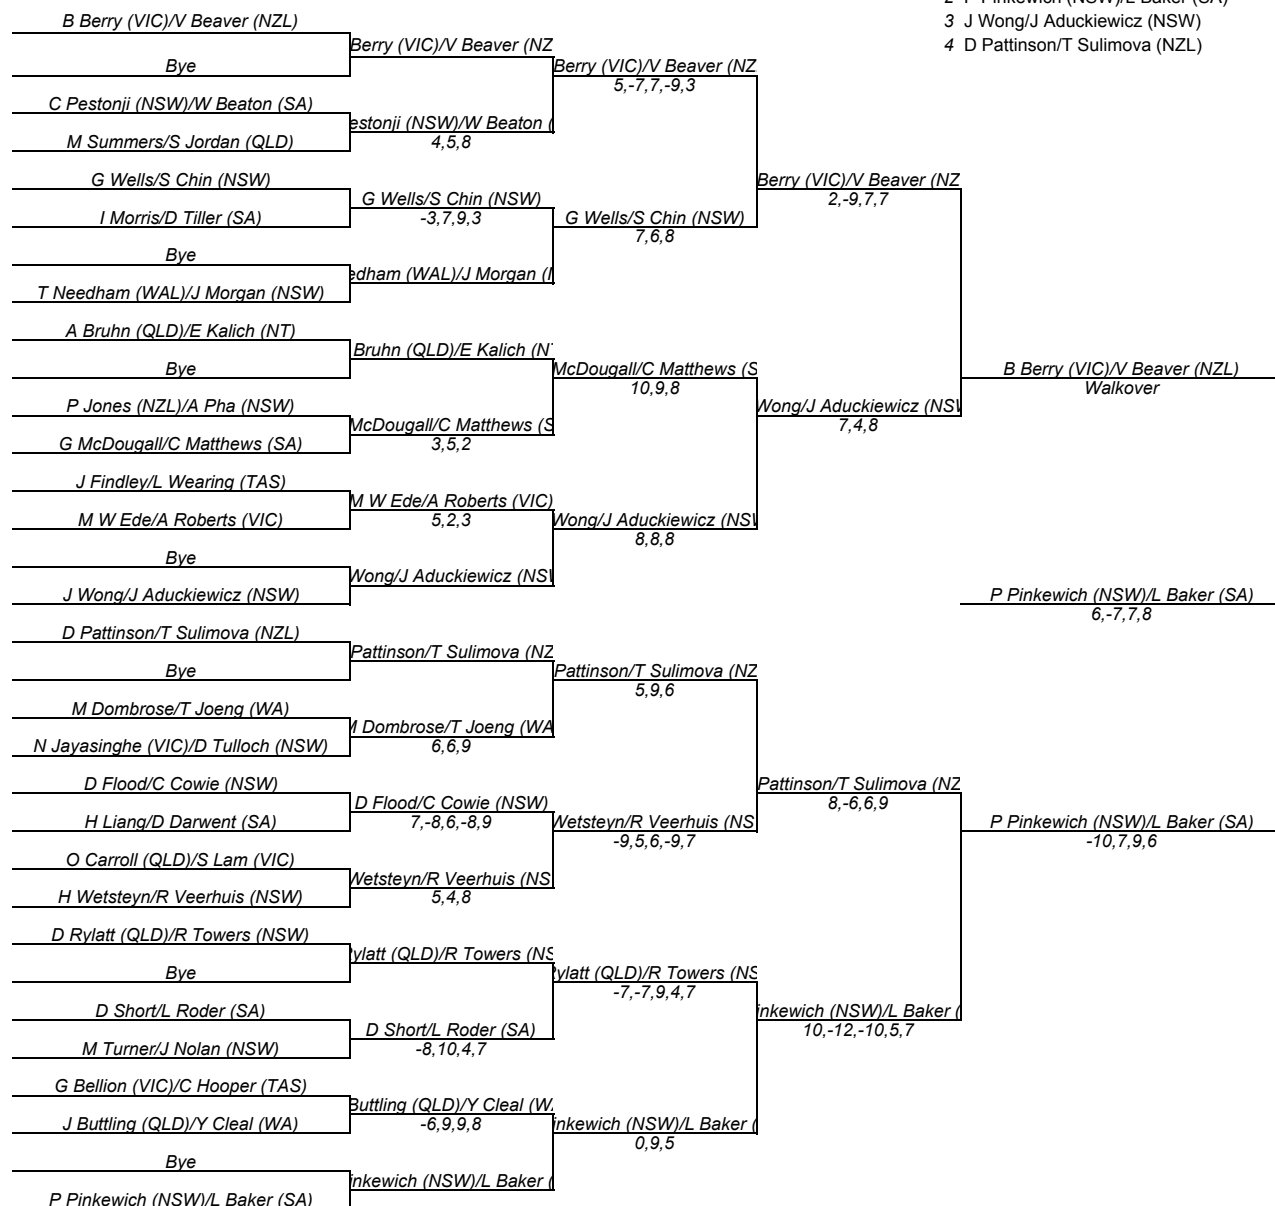 2 P Pinkewich (NSW)/L Baker (SA)
3 J Wong/J Aduckiewicz (NSW)
4 D Pattinson/T Sulimova (NZL)
B Berry (VIC)/V Beaver (NZL)
Bye
C Pestonji (NSW)/W Beaton (SA)
M Summers/S Jordan (QLD)
G Wells/S Chin (NSW)
I Morris/D Tiller (SA)
Bye
T Needham (WAL)/J Morgan (NSW)
A Bruhn (QLD)/E Kalich (NT)
Bye
P Jones (NZL)/A Pha (NSW)
G McDougall/C Matthews (SA)
J Findley/L Wearing (TAS)
M W Ede/A Roberts (VIC)
Bye
J Wong/J Aduckiewicz (NSW)
D Pattinson/T Sulimova (NZL)
Bye
M Dombrose/T Joeng (WA)
N Jayasinghe (VIC)/D Tulloch (NSW)
D Flood/C Cowie (NSW)
H Liang/D Darwent (SA)
O Carroll (QLD)/S Lam (VIC)
H Wetsteyn/R Veerhuis (NSW)
D Rylatt (QLD)/R Towers (NSW)
Bye
D Short/L Roder (SA)
M Turner/J Nolan (NSW)
G Bellion (VIC)/C Hooper (TAS)
J Buttling (QLD)/Y Cleal (WA)
Bye
P Pinkewich (NSW)/L Baker (SA)
Berry (VIC)/V Beaver (NZ
estonji (NSW)/W Beaton (
4,5,8
G Wells/S Chin (NSW)
-3,7,9,3
edham (WAL)/J Morgan (
Bruhn (QLD)/E Kalich (N
McDougall/C Matthews (S
3,5,2
M W Ede/A Roberts (VIC)
5,2,3
Wong/J Aduckiewicz (NS
Pattinson/T Sulimova (NZ
Dombrose/T Joeng (WA
6,6,9
D Flood/C Cowie (NSW)
7,-8,6,-8,9
Wetsteyn/R Veerhuis (NS
5,4,8
ylatt (QLD)/R Towers (NS
D Short/L Roder (SA)
-8,10,4,7
Buttling (QLD)/Y Cleal (W
-6,9,9,8
inkewich (NSW)/L Baker (
Berry (VIC)/V Beaver (NZ
5,-7,7,-9,3
G Wells/S Chin (NSW)
7,6,8
McDougall/C Matthews (S
10,9,8
Wong/J Aduckiewicz (NS
8,8,8
Pattinson/T Sulimova (NZ
5,9,6
Wetsteyn/R Veerhuis (NS
-9,5,6,-9,7
ylatt (QLD)/R Towers (NS
-7,-7,9,4,7
inkewich (NSW)/L Baker (
0,9,5
Berry (VIC)/V Beaver (NZ
2,-9,7,7
Wong/J Aduckiewicz (NS
7,4,8
Pattinson/T Sulimova (NZ
8,-6,6,9
inkewich (NSW)/L Baker (
10,-12,-10,5,7
B Berry (VIC)/V Beaver (NZL)
Walkover
P Pinkewich (NSW)/L Baker (SA)
6,-7,7,8
P Pinkewich (NSW)/L Baker (SA)
-10,7,9,6